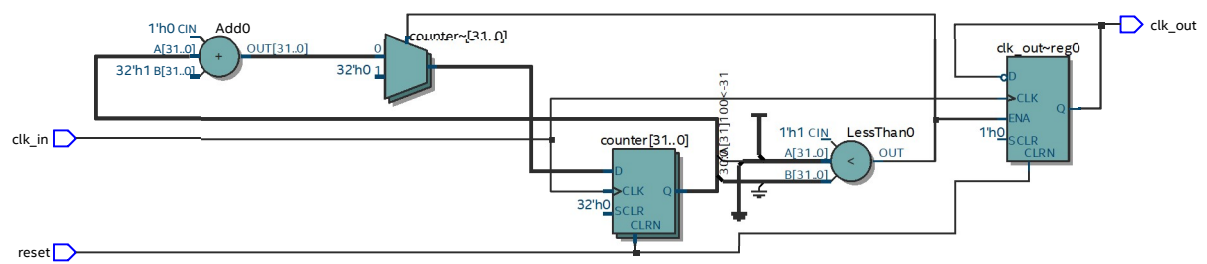 1'h0 CIN
Add0
A[31..0]
OUT[31..0]
32'h1 B[31..0]
+
counter~[31..0]
0
32'h0 1
clk_in
reset
counter[31..0]
D
CLK
Q
32'h0
SCLR
CLRN
1'h1 CIN
LessThan0
A[31..0]
OUT
B[31..0]
<
clk_out~reg0
D
CLK
Q
ENA
1'h0
SCLR
CLRN
clk_out